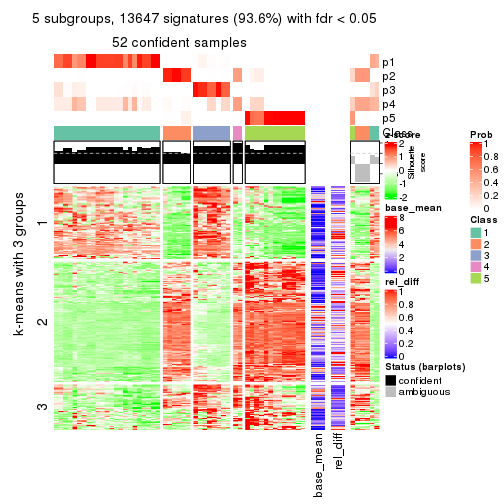 5 subgroups, 13647 signatures (93.6%) with fdr < 0.05
52 confident samples
p1
p2
p3
p4
p5
Class
Silhouette
score
k-means with 3 groups
1
2
3
base_mean
rel_diff
z-score
2
1
0
-1
-2
base_mean
8
6
4
2
0
rel_diff
1
0.8
0.6
0.4
0.2
0
Status (barplots)
confident
ambiguous
Prob
1
0.8
0.6
0.4
0.2
0
Class
1
2
3
4
5